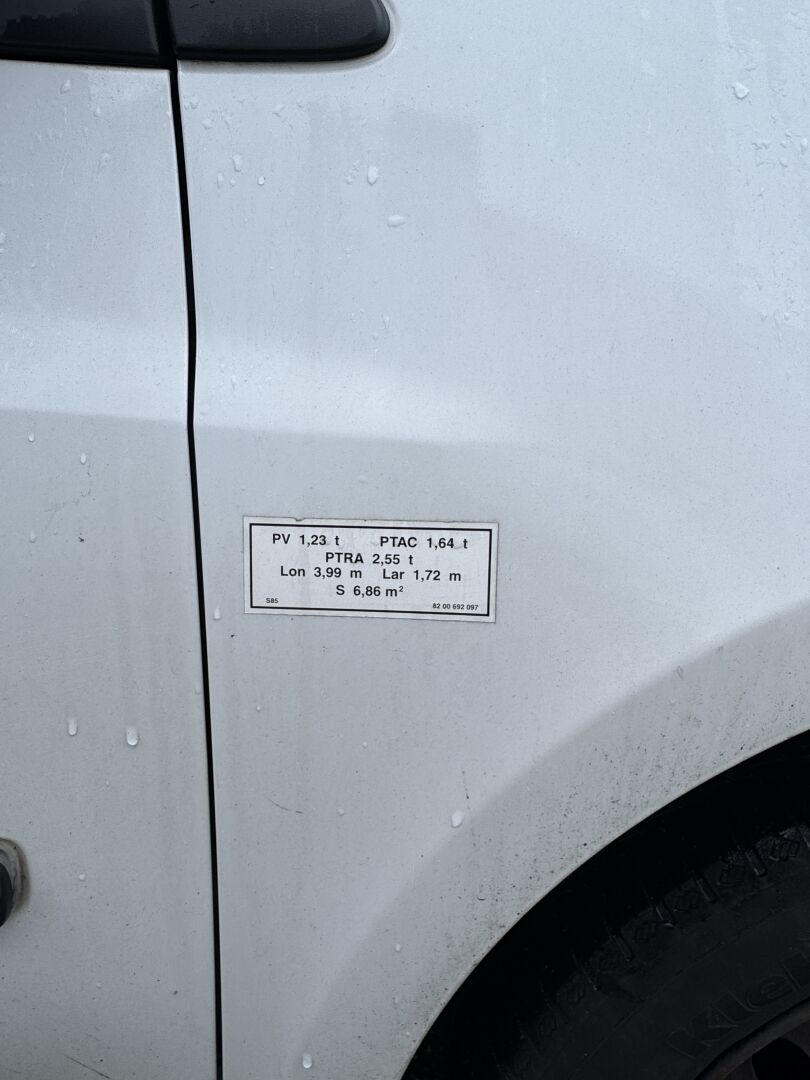 PV 1,23 t PTAC 1,64 t
PTRA 2,55 t
Lon 3,99 m Lar 1,72 m
S 6,86 m²
S85 82 00 692 097